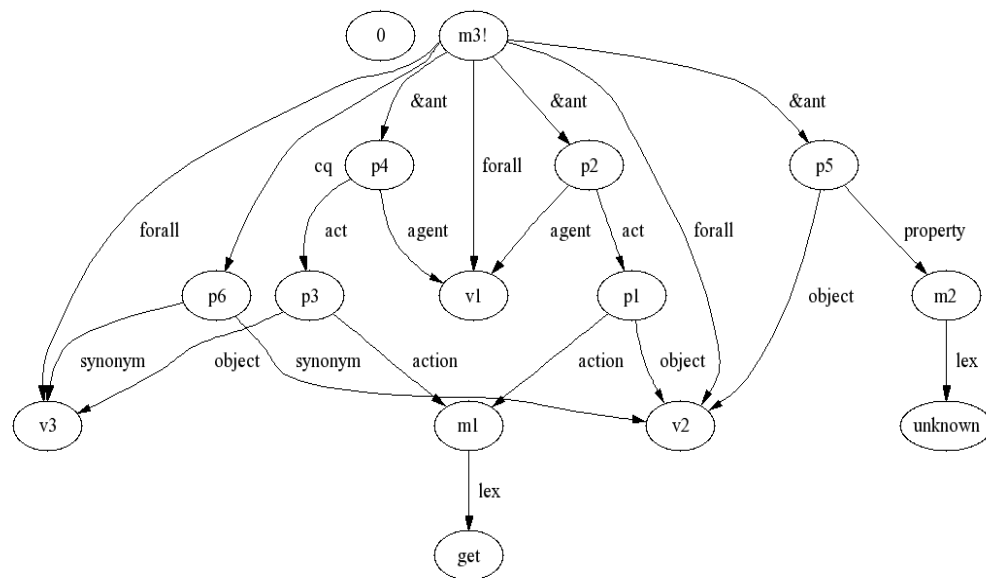 0 m3!
&ant &ant &ant
p4 p2 p5
cq forall
forall act agent agent act forall property
p6 p3 v1 p1 m2
object
synonym object synonym action action object lex
v3 m1 v2 unknown
lex
get